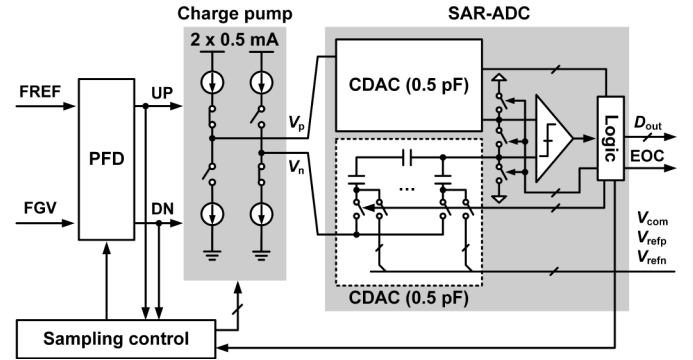 Charge pump
SAR-ADC
2 x 0.5 mA
FREF
UP
CDAC (0.5 pF)
Vp
PFD
Logic
Dout
EOC
Vn
...
FGV
DN
Vcom
Vrefp
Vrefn
CDAC (0.5 pF)
Sampling control